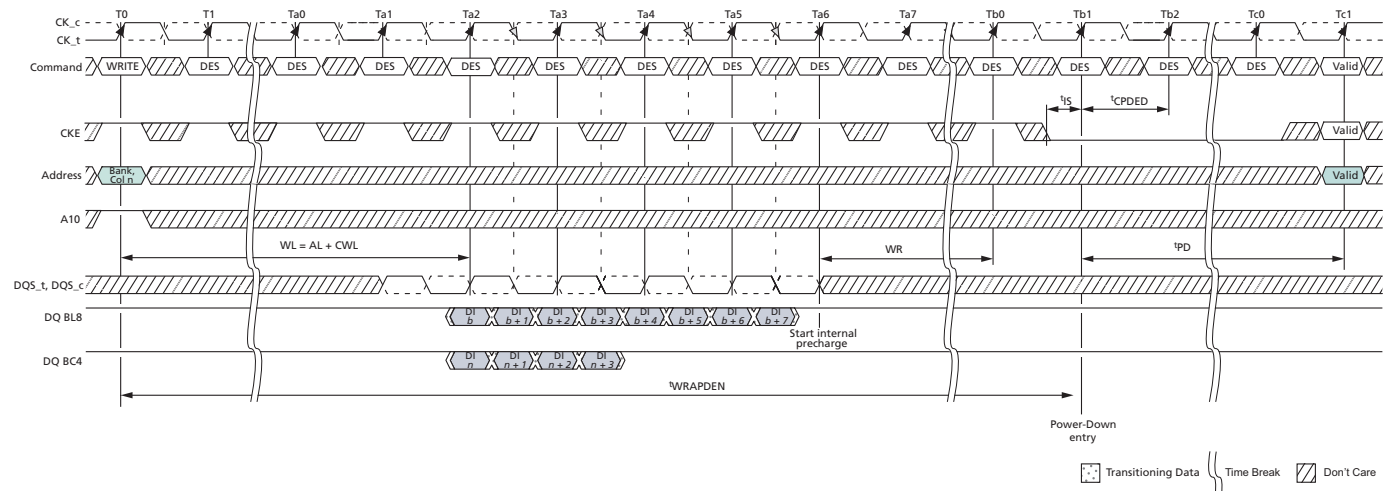 T0 T1 Ta0 Ta1 Ta2 Ta3 Ta4 Ta5 Ta6 Ta7 Tb0 Tb1 Tb2 Tc0 Tc1
CK_c
CK_t
Command WRITE DES DES DES DES DES DES DES DES DES DES DES DES DES Valid
tIS tCPDED
CKE Valid
Address Bank, Col n Valid
A10
WL = AL + CWL WR tPD
DQS_t, DQS_c
DQ BL8 DI b DI b + 1 DI b + 2 DI b + 3 DI b + 4 DI b + 5 DI b + 6 DI b + 7
Start internal
precharge
DQ BC4 DI n DI n + 1 DI n + 2 DI n + 3
tWRAPDEN
Power-Down
entry
Transitioning Data Time Break Don't Care